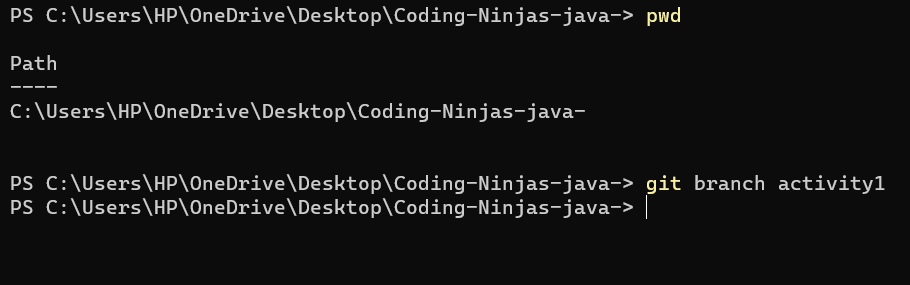 PS C:\Users\HP\OneDrive\Desktop\Coding-Ninjas-java-> pwd
Path
----
C:\Users\HP\OneDrive\Desktop\Coding-Ninjas-java-
PS C:\Users\HP\OneDrive\Desktop\Coding-Ninjas-java-> git branch activity1
PS C:\Users\HP\OneDrive\Desktop\Coding-Ninjas-java->